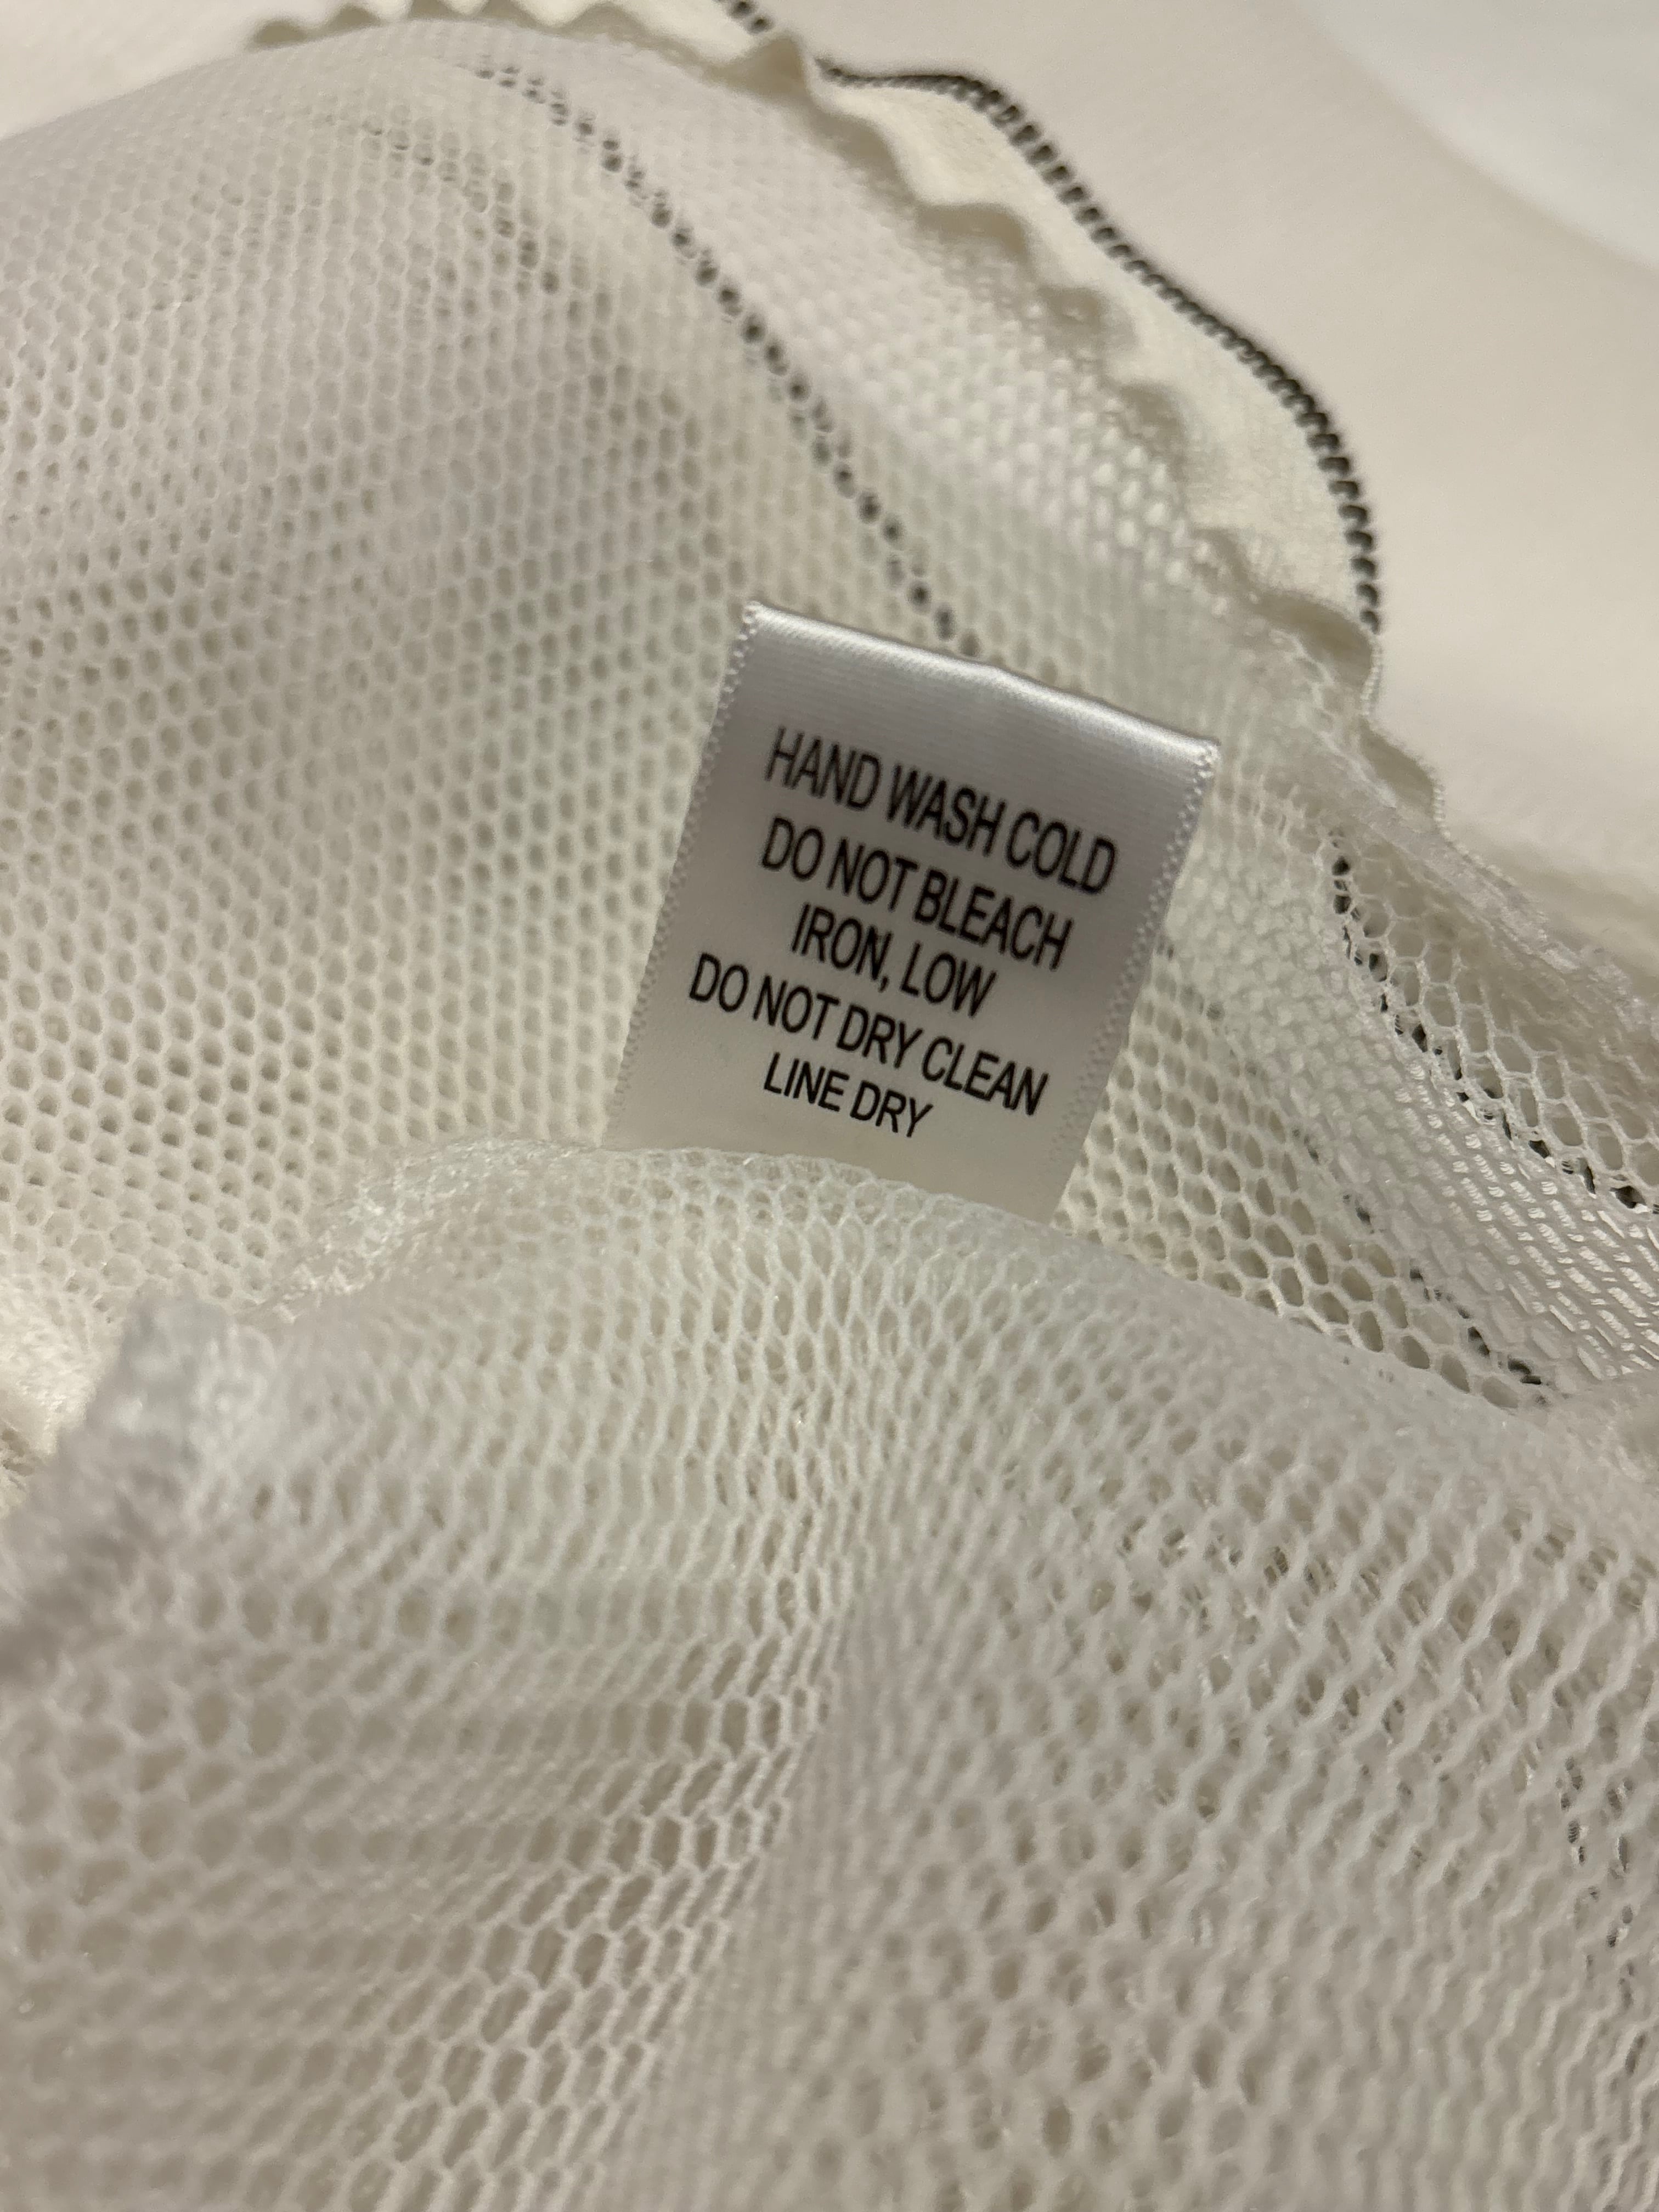 HAND WASH COLD
DO NOT BLEACH
IRON, LOW
DO NOT DRY CLEAN
LINE DRY